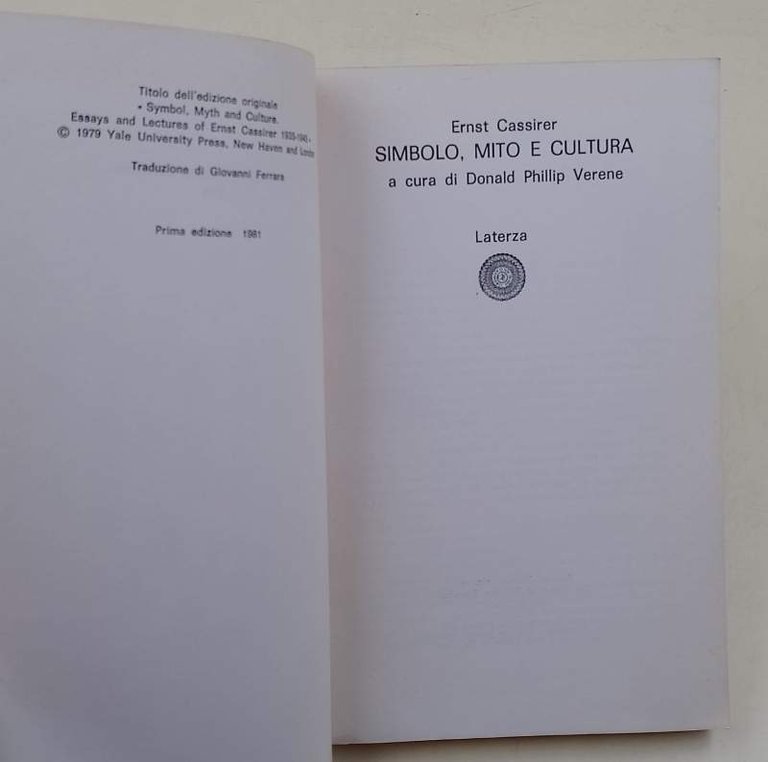 Titolo dell'edizione originale
« Symbol, Myth and Culture.
Essays and Lectures of Ernst Cassirer 1935-1945 »
© 1979 Yale University Press, New Haven and London
Traduzione di Giovanni Ferrara
Prima edizione 1981
Ernst Cassirer
SIMBOLO, MITO E CULTURA
a cura di Donald Phillip Verene
Laterza